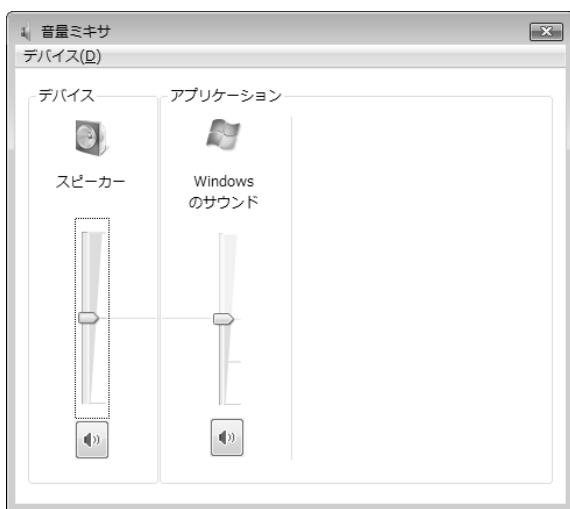 音量ミキサ
デバイス(D)
デバイス
アプリケーション
スピーカー
Windows
のサウンド